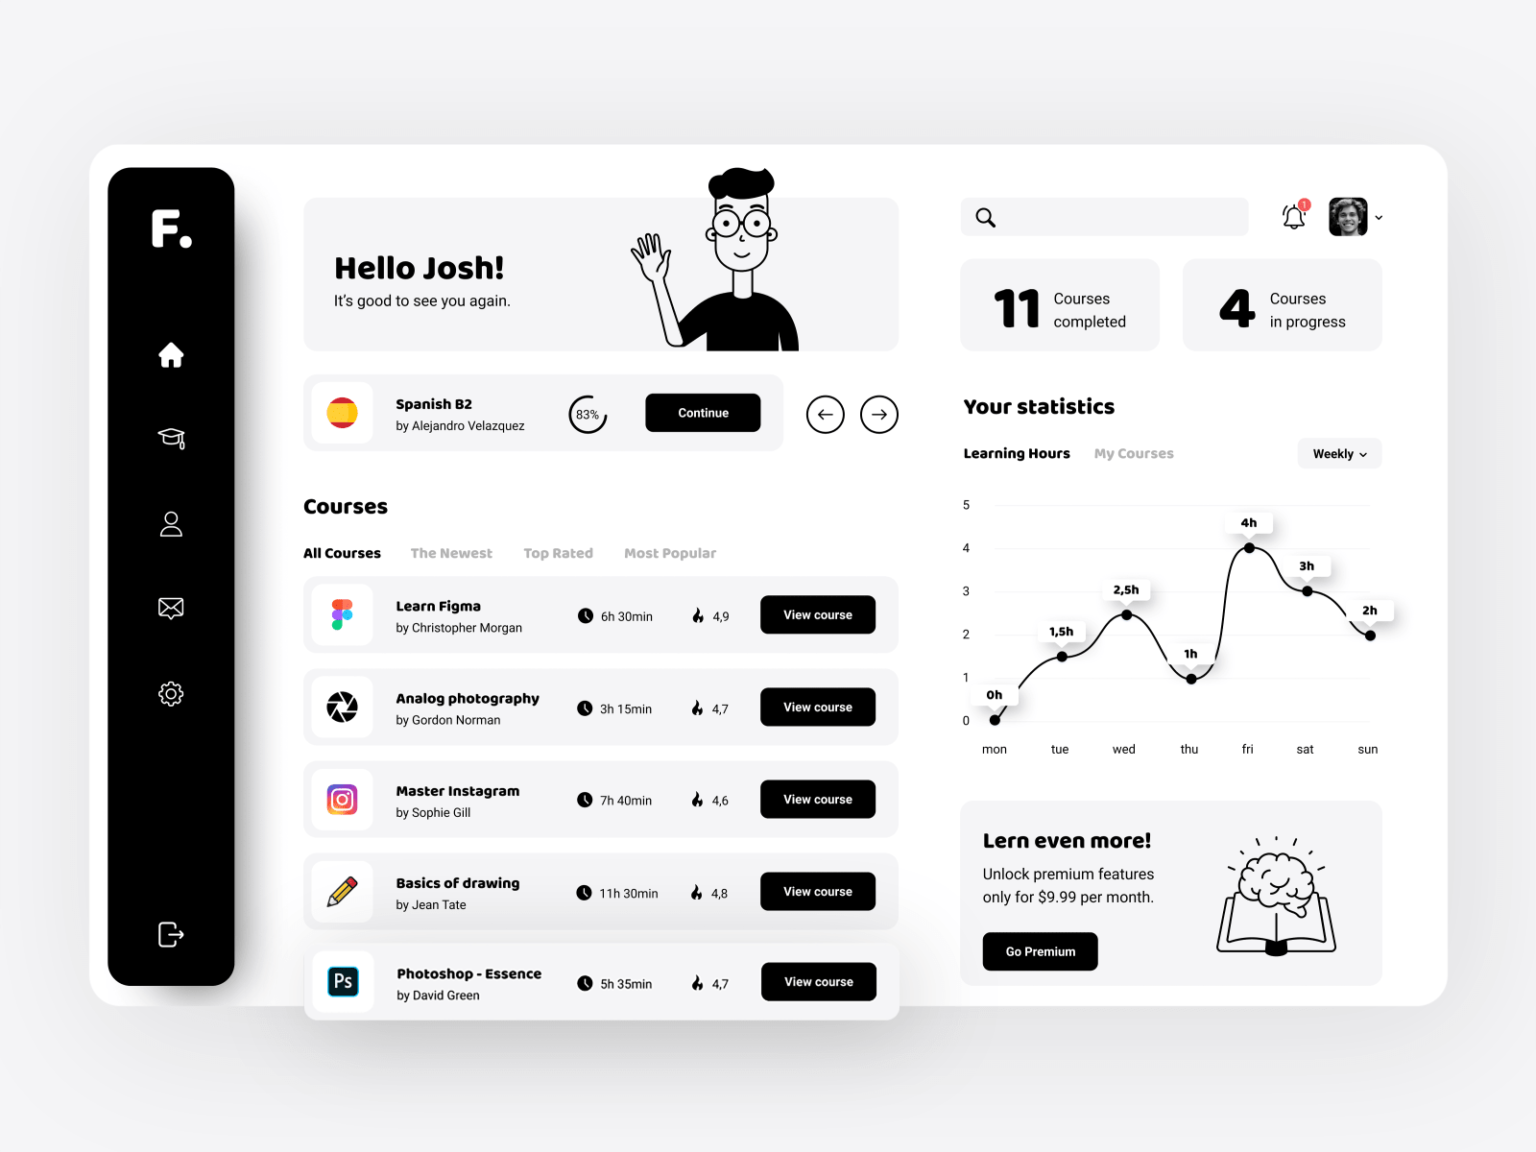 F.
Hello Josh!
It's good to see you again.
1
11
Courses
completed
4
Courses
in progress
Spanish B2
by Alejandro Velazquez
83%
Continue
Courses
All Courses
The Newest
Top Rated
Most Popular
Learn Figma
by Christopher Morgan
6h 30min
4,9
View course
Analog photography
by Gordon Norman
3h 15min
4,7
View course
Master Instagram
by Sophie Gill
7h 40min
4,6
View course
Basics of drawing
by Jean Tate
11h 30min
4,8
View course
Ps
Photoshop - Essence
by David Green
5h 35min
4,7
View course
Your statistics
Learning Hours
My Courses
Weekly
5
4
3
2
1
0
0h
1,5h
2,5h
1h
4h
3h
2h
mon
tue
wed
thu
fri
sat
sun
Lern even more!
Unlock premium features
only for $9.99 per month.
Go Premium